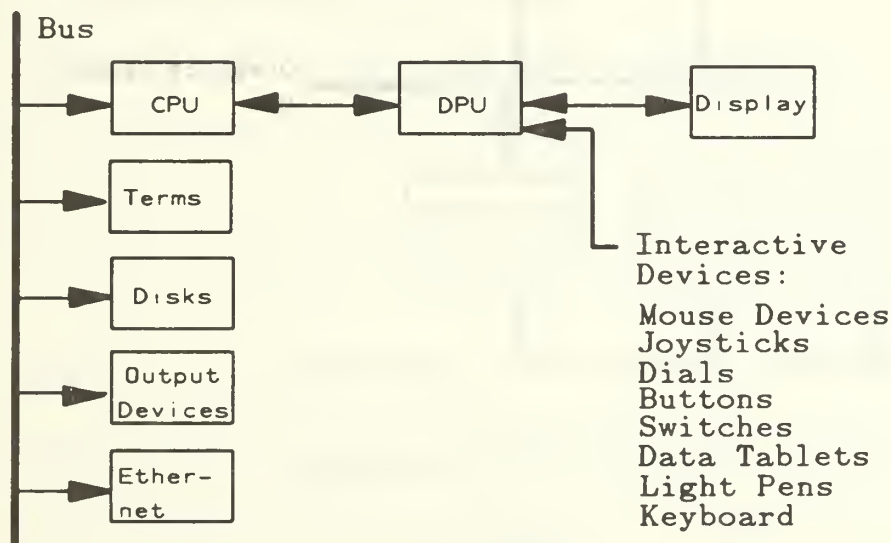 Bus
CPU
DPU
Display
Terms
Disks
Output
Devices
Ether-
net
Interactive
Devices:
Mouse Devices
Joysticks
Dials
Buttons
Switches
Data Tablets
Light Pens
Keyboard